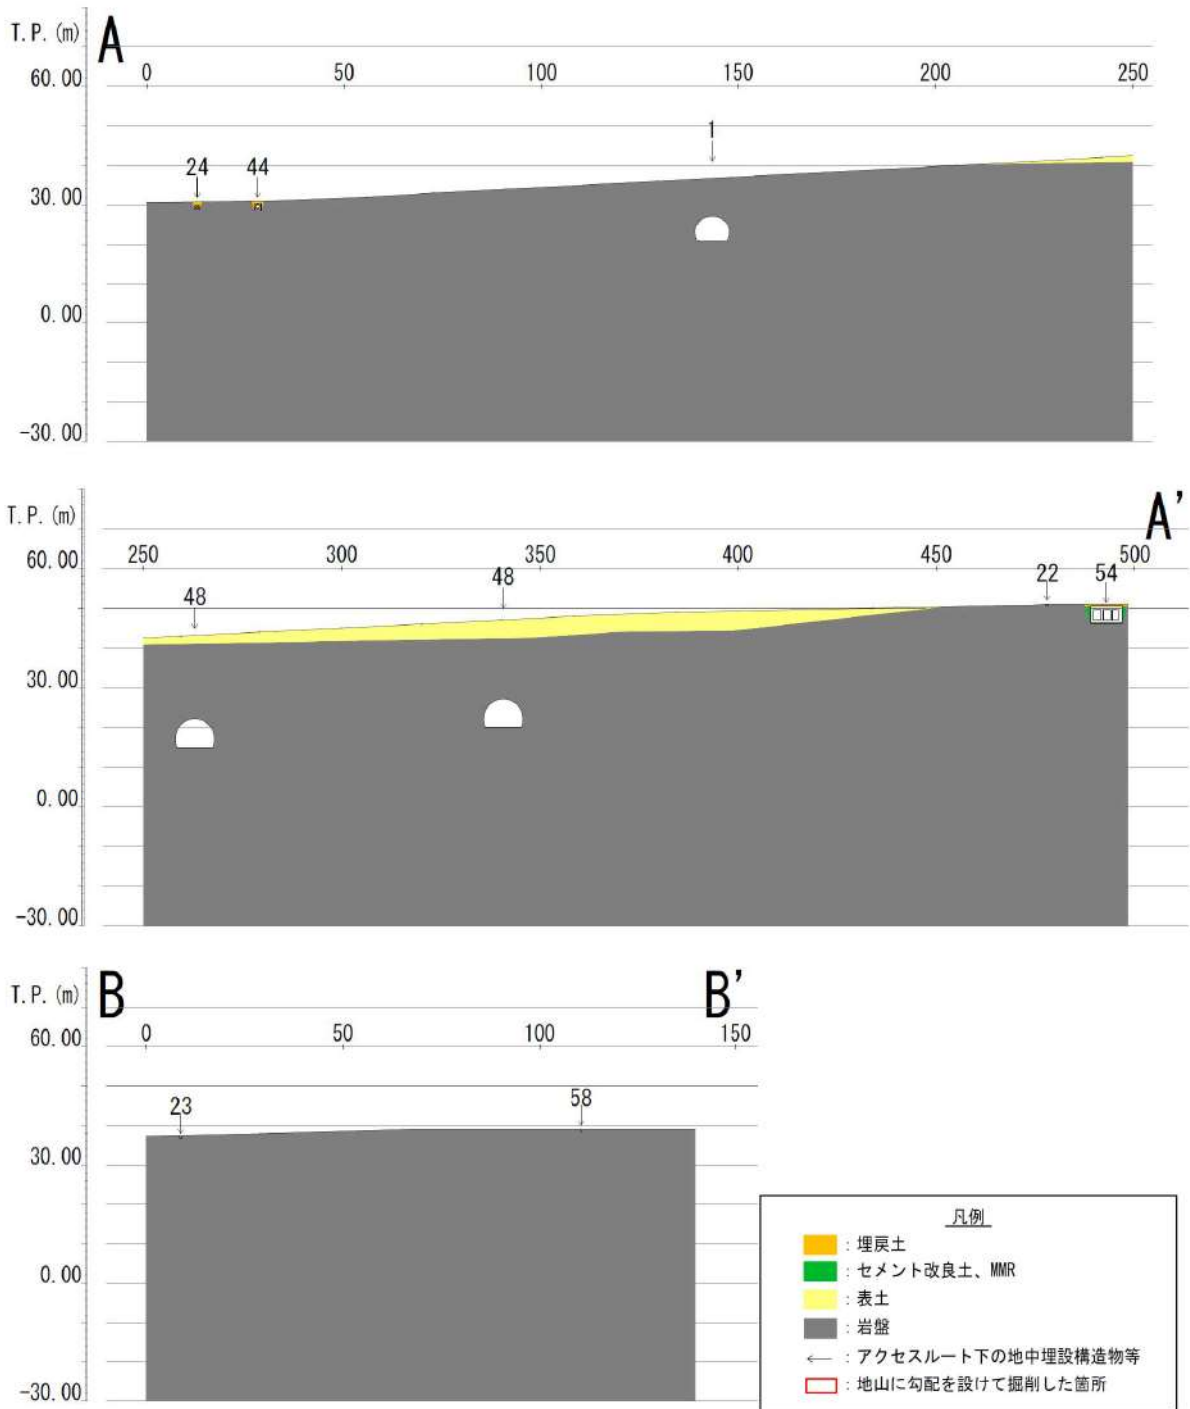 T.P.(m) A
0 50 100 150 200 250
60.00
1
24 44
30.00
0.00
-30.00
T.P.(m) A'
250 300 350 400 450 500
60.00
48 48 22 54
30.00
0.00
-30.00
T.P.(m) B B'
0 50 100 150
60.00
23 58
30.00
0.00
-30.00
凡例
：埋戻土
：セメント改良土、MMR
：表土
：岩盤
：アクセスルート下の地中埋設構造物等
：地山に勾配を設けて掘削した箇所